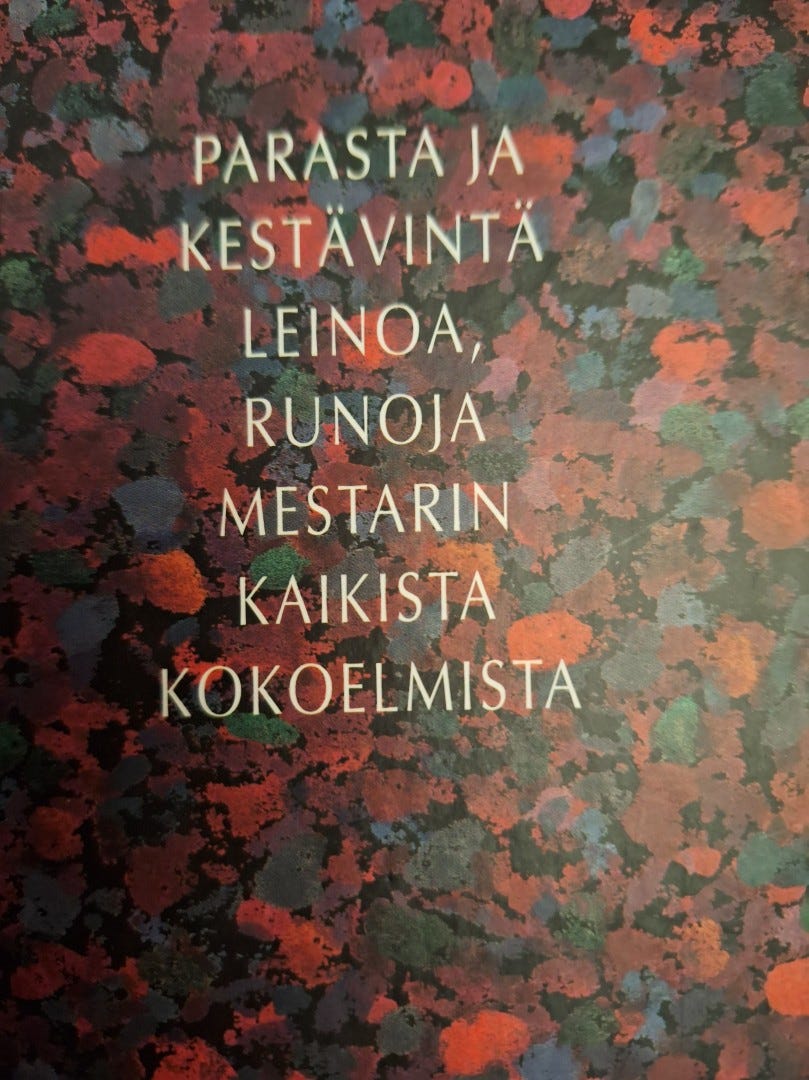 PARASTA JA
KESTÄVINTÄ
LEINOA,
RUNOJA
MESTARIN
KAIKISTA
KOKOELMISTA